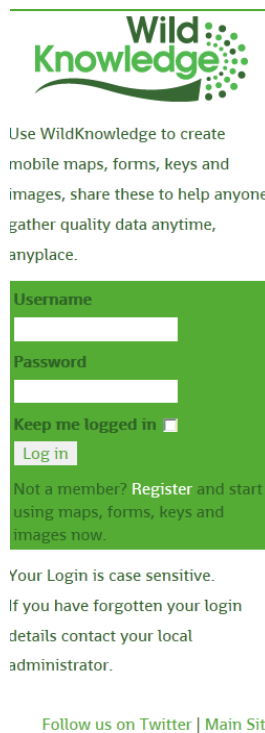 Wild
Knowledge
Use WildKnowledge to create
mobile maps, forms, keys and
images, share these to help anyone
gather quality data anytime,
anyplace.
Username
Password
Keep me logged in
Log in
Not a member? Register and start
using maps, forms, keys and
images now.
Your Login is case sensitive.
If you have forgotten your login
details contact your local
administrator.
Follow us on Twitter | Main Sit